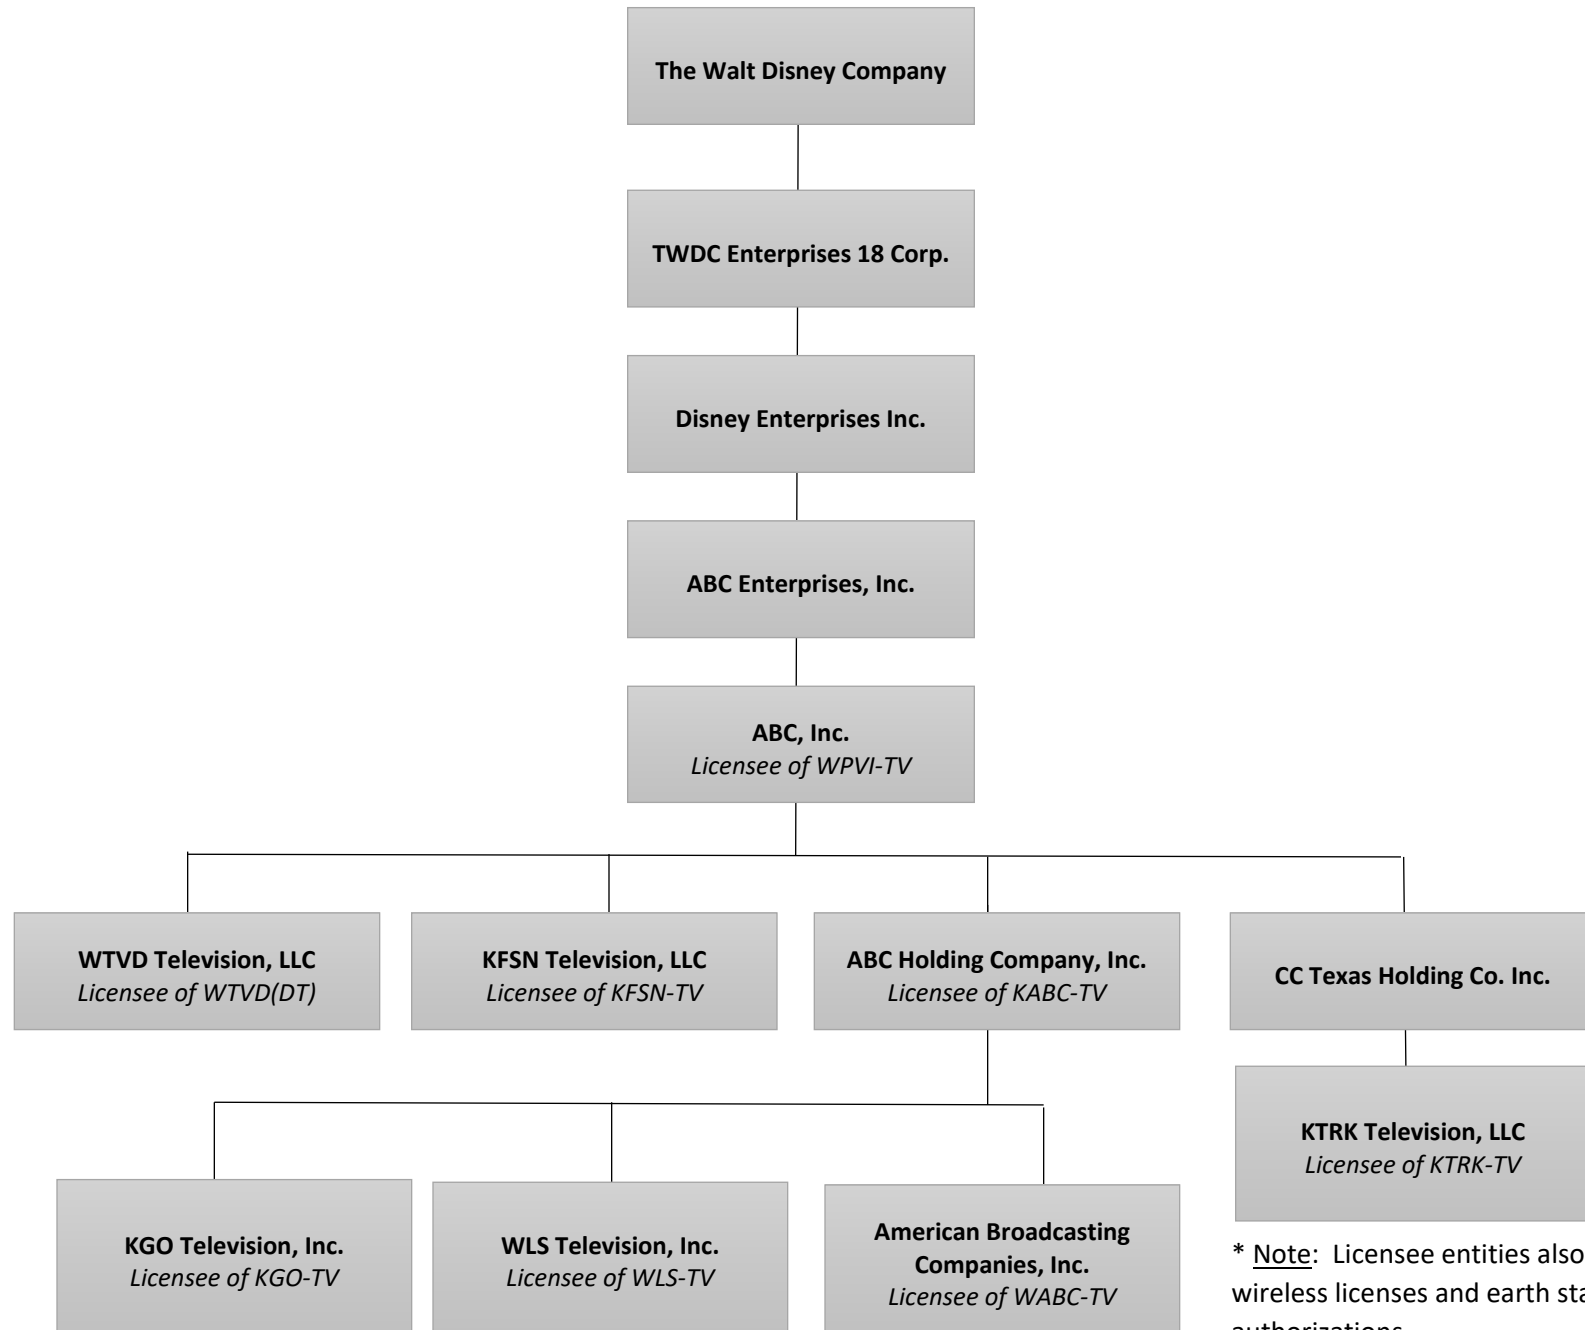 The Walt Disney Company
TWDC Enterprises 18 Corp.
Disney Enterprises Inc.
ABC Enterprises, Inc.
ABC, Inc.
Licensee of WPVI-TV
WTVD Television, LLC
Licensee of WTVD(DT)
KFSN Television, LLC
Licensee of KFSN-TV
ABC Holding Company, Inc.
Licensee of KABC-TV
CC Texas Holding Co. Inc.
KTRK Television, LLC
Licensee of KTRK-TV
KGO Television, Inc.
Licensee of KGO-TV
WLS Television, Inc.
Licensee of WLS-TV
American Broadcasting
Companies, Inc.
Licensee of WABC-TV
* Note: Licensee entities also
wireless licenses and earth sta
authorizations